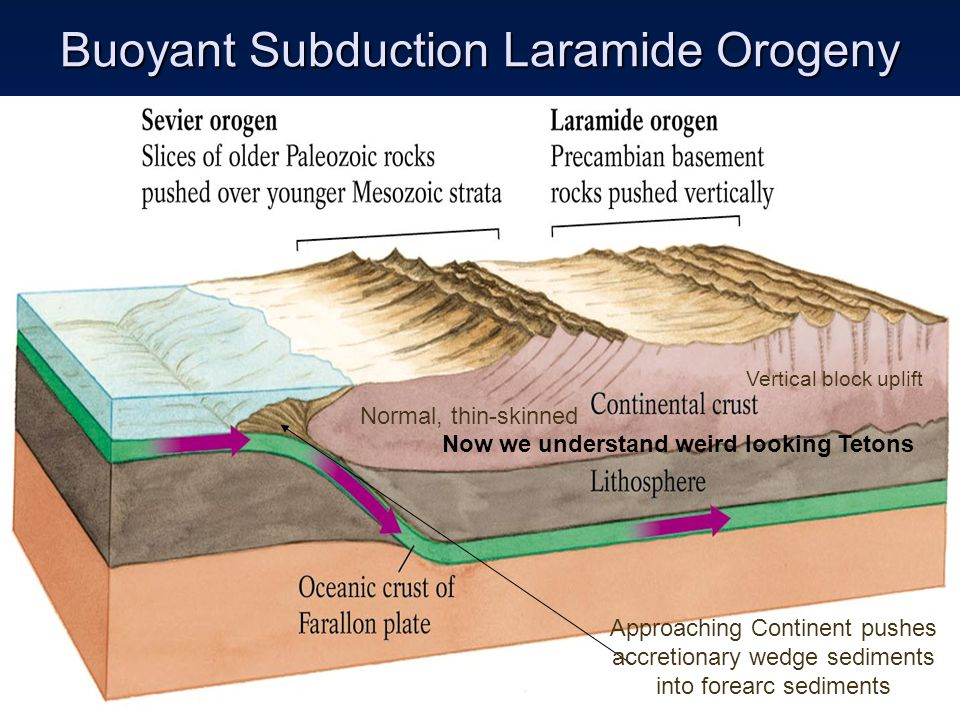 Buoyant Subduction Laramide Orogeny
Sevier orogen
Slices of older Paleozoic rocks
pushed over younger Mesozoic strata
Laramide orogen
Precambian basement
rocks pushed vertically
Vertical block uplift
Normal, thin-skinned
Continental crust
Now we understand weird looking Tetons
Lithosphere
Oceanic crust of
Farallon plate
Approaching Continent pushes
accretionary wedge sediments
into forearc sediments